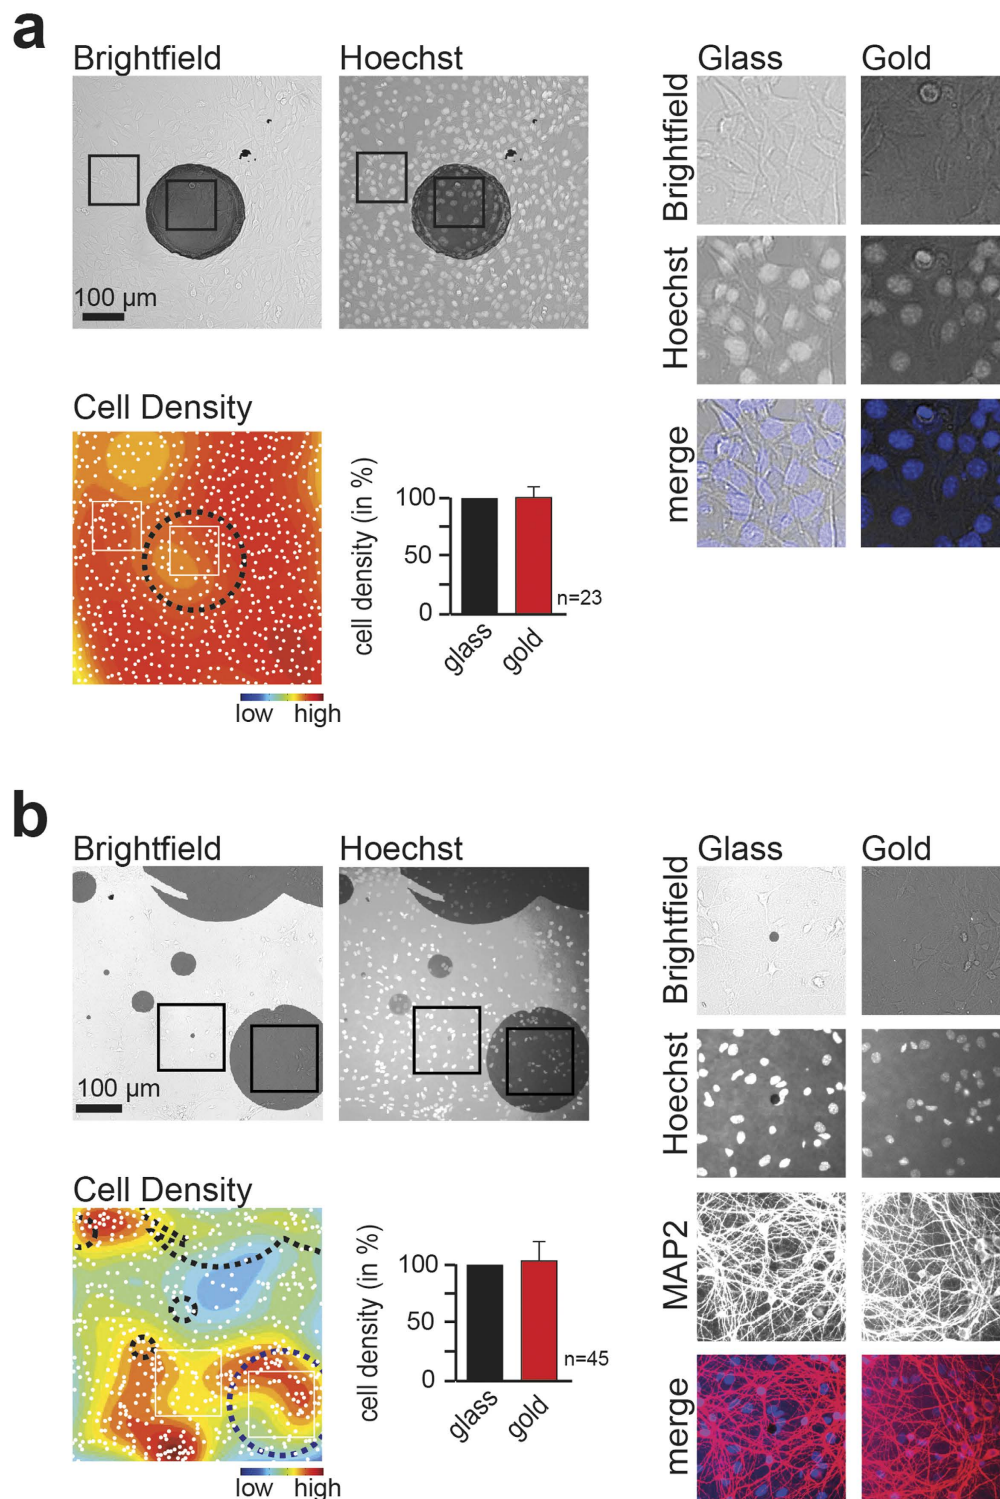 a
Brightfield
Hoechst
100 µm
Glass
Gold
Brightfield
Hoechst
merge
Cell Density
low
high
cell density (in %)
100
50
0
glass
gold
n=23
b
Brightfield
Hoechst
100 µm
Glass
Gold
Brightfield
Hoechst
MAP2
merge
Cell Density
low
high
cell density (in %)
100
50
0
glass
gold
n=45